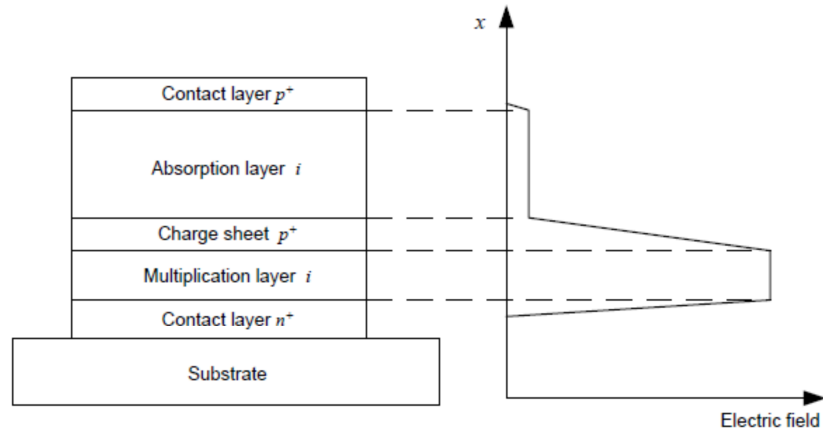 x
Contact layer p⁺
Absorption layer i
Charge sheet p⁺
Multiplication layer i
Contact layer n⁺
Substrate
Electric field